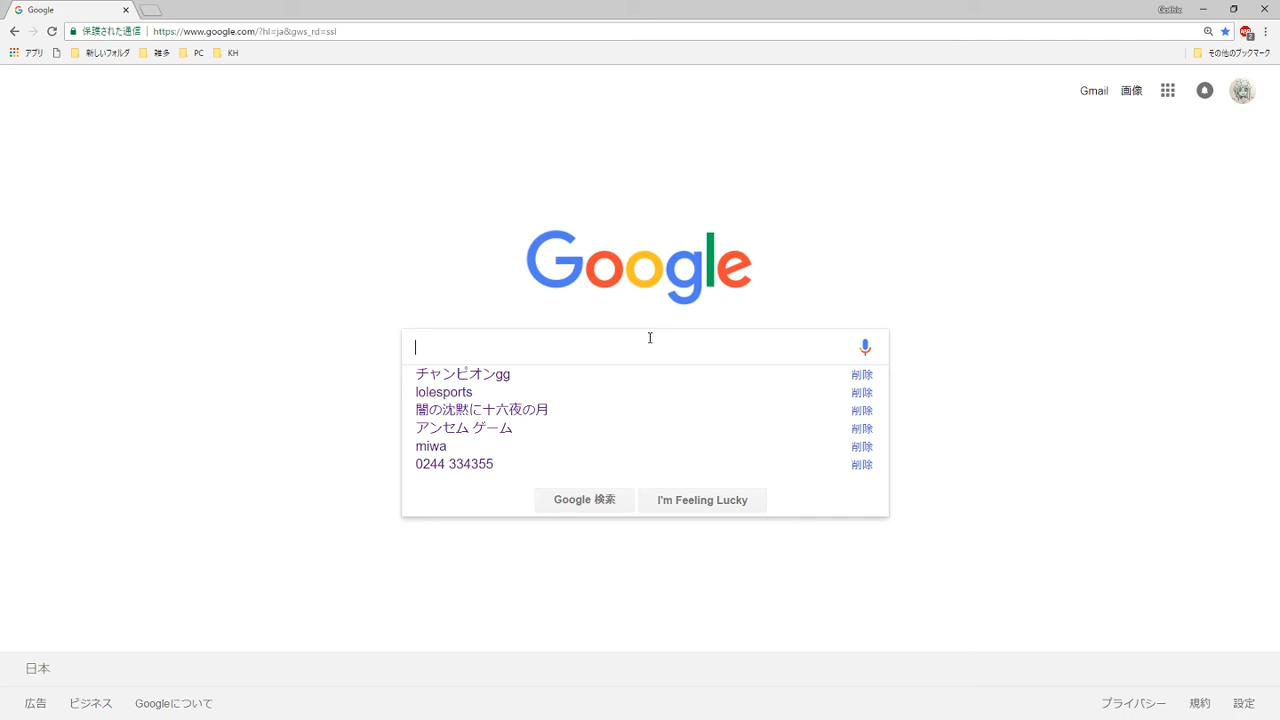 Google
Gothic
保護された通信
https://www.google.com/?hl=ja&gws_rd=ssl
アプリ
新しいフォルダ
雑多
PC
KH
その他のブックマーク
Gmail
画像
Google
チャンピオンgg 削除
lolesports 削除
闇の沈黙に十六夜の月 削除
アンセム ゲーム 削除
miwa 削除
0244 334355 削除
Google 検索
I'm Feeling Lucky
日本
広告
ビジネス
Googleについて
プライバシー
規約
設定